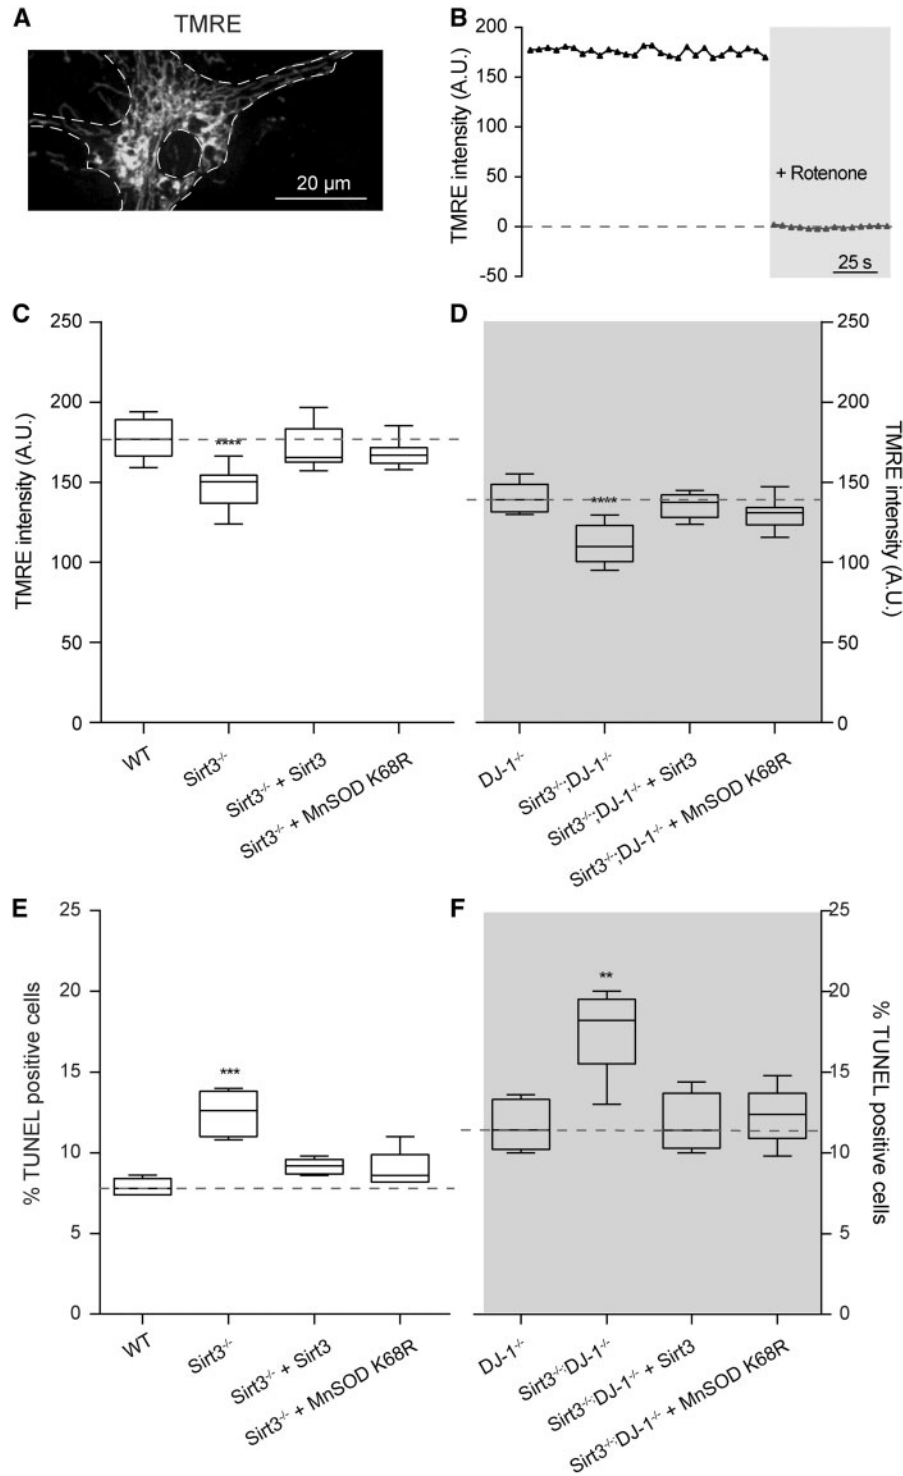 A
TMRE
20 µm
B
TMRE intensity (A.U.)
200
150
100
50
0
-50
+ Rotenone
25 s
C
TMRE intensity (A.U.)
250
200
150
100
50
0
****
WT
Sirt3-/-
Sirt3-/- + Sirt3
Sirt3-/- + MnSOD K68R
D
250
200
150
100
50
0
TMRE intensity (A.U.)
****
DJ-1-/-
Sirt3-/-;DJ-1-/-
Sirt3-/-;DJ-1-/- + Sirt3
Sirt3-/-;DJ-1-/- + MnSOD K68R
E
% TUNEL positive cells
25
20
15
10
5
0
***
WT
Sirt3-/-
Sirt3-/- + Sirt3
Sirt3-/- + MnSOD K68R
F
25
20
15
10
5
0
% TUNEL positive cells
**
DJ-1-/-
Sirt3-/-;DJ-1-/-
Sirt3-/-;DJ-1-/- + Sirt3
Sirt3-/-;DJ-1-/- + MnSOD K68R